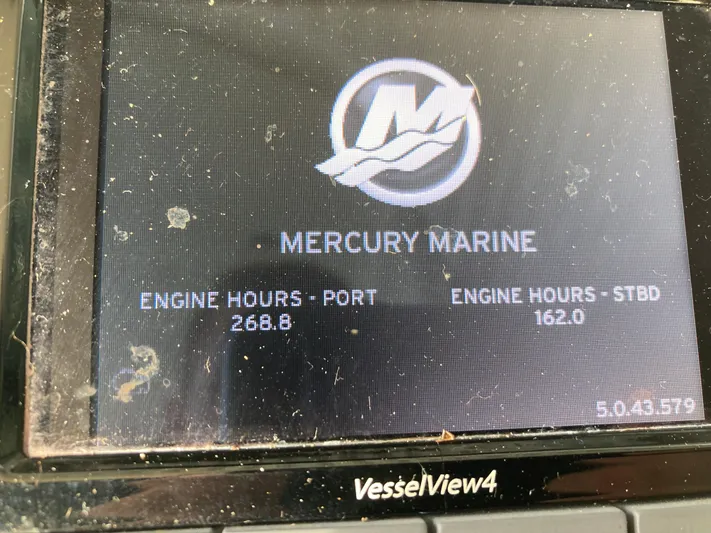 M
MERCURY MARINE
ENGINE HOURS - PORT
268.8
ENGINE HOURS - STBD
162.0
5.0.43.579
VesselView4